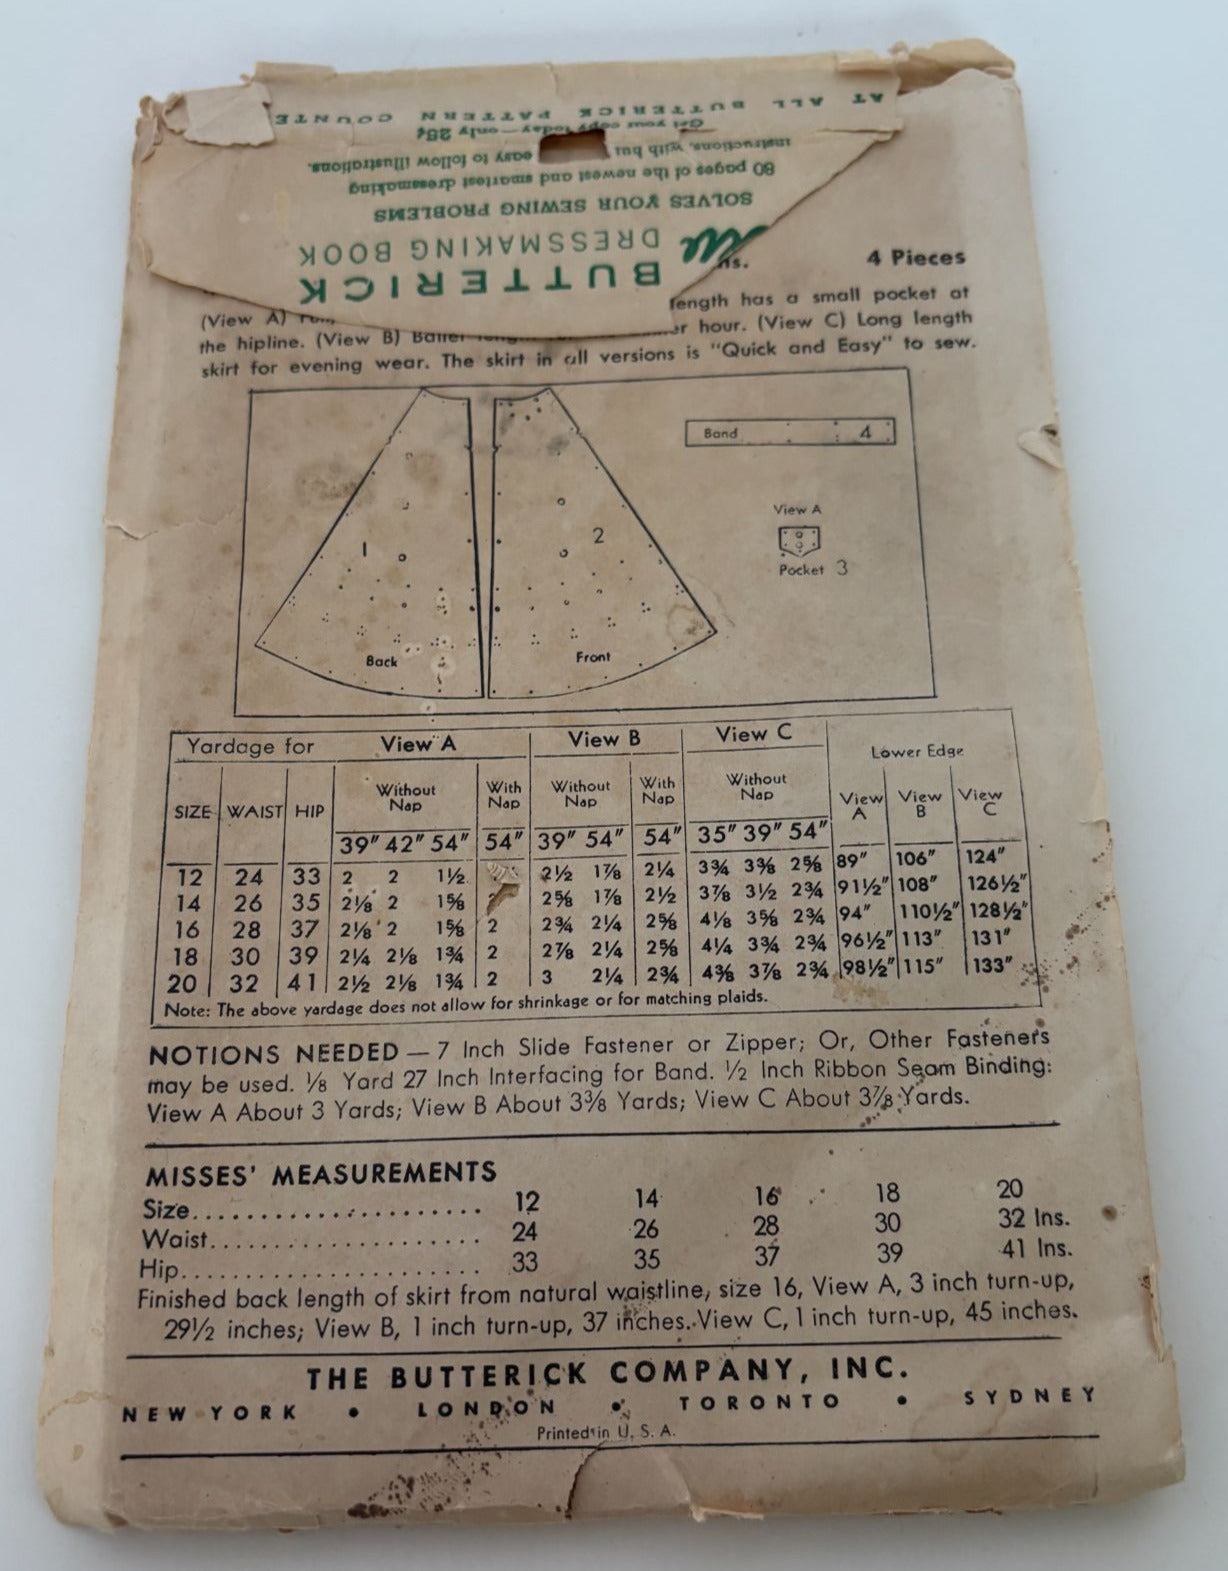 AT ALL BUTTERICK PATTERN COUNTE
Get your copy today—only 25¢
instructions, with easy to follow illustrations.
80 pages of the newest and smartest dressmaking
SOLVES YOUR SEWING PROBLEMS
DRESSMAKING BOOK
BUTTERICK
ns. 4 Pieces
length has a small pocket at
(View A) the hipline. (View B) Ballet er hour. (View C) Long length
skirt for evening wear. The skirt in all versions is "Quick and Easy" to sew.
Band 4
View A
Pocket 3
1 2
Back Front
Yardage for View A View B View C Lower Edge
SIZE WAIST HIP Without Nap With Nap Without Nap With Nap Without Nap View A View B View C
39" 42" 54" 54" 39" 54" 54" 35" 39" 54"
12 24 33 2 2 1½ 2½ 1⅞ 2¼ 3¾ 3⅜ 2⅝ 89" 106" 124"
14 26 35 2⅛ 2 1⅝ 2⅝ 1⅞ 2½ 3⅞ 3½ 2¾ 91½" 108" 126½"
16 28 37 2⅛ 2 1⅝ 2 2¾ 2¼ 2⅝ 4⅛ 3⅝ 2¾ 94" 110½" 128½"
18 30 39 2¼ 2⅛ 1¾ 2 2⅞ 2¼ 2⅝ 4¼ 3¾ 2¾ 96½" 113" 131"
20 32 41 2½ 2⅛ 1¾ 2 3 2¼ 2¾ 4⅜ 3⅞ 2¾ 98½" 115" 133"
Note: The above yardage does not allow for shrinkage or for matching plaids.
NOTIONS NEEDED — 7 Inch Slide Fastener or Zipper; Or, Other Fasteners
may be used. ⅛ Yard 27 Inch Interfacing for Band. ½ Inch Ribbon Seam Binding:
View A About 3 Yards; View B About 3⅜ Yards; View C About 3⅞ Yards.
MISSES' MEASUREMENTS
Size..................... 12 14 16 18 20
Waist.................... 24 26 28 30 32 Ins.
Hip...................... 33 35 37 39 41 Ins.
Finished back length of skirt from natural waistline, size 16, View A, 3 inch turn-up,
29½ inches; View B, 1 inch turn-up, 37 inches. View C, 1 inch turn-up, 45 inches.
THE BUTTERICK COMPANY, INC.
NEW YORK • LONDON • TORONTO • SYDNEY
Printed in U. S. A.